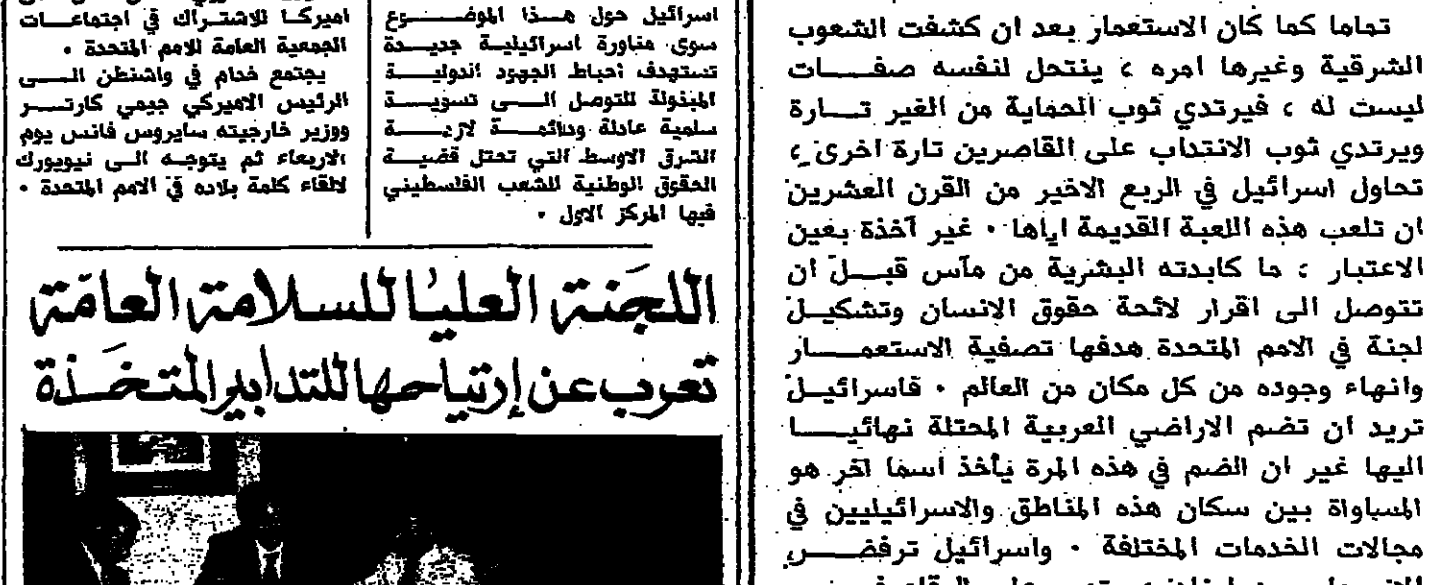 تماما كما كان الاستعمار بعد ان كشفت الشعوب
الشرقية وغيرها امره ، ينتحل لنفسه صفات
ليست له ، فيرتدي ثوب الحماية من الغير تارة
ويرتدي ثوب الانتداب على القاصرين تارة اخرى ،
تحاول اسرائيل في الربع الاخير من القرن العشرين
ان تلعب هذه اللعبة القديمة اياها . غير آخذة بعين
الاعتبار ، ما كابدته البشرية من مآس قبل ان
تتوصل الى اقرار لائحة حقوق الانسان وتشكيل
لجنة في الامم المتحدة هدفها تصفية الاستعمار
وانهاء وجوده من كل مكان من العالم . فاسرائيل
تريد ان تضم الاراضي العربية المحتلة نهائيا
اليها غير ان الضم في هذه المرة يأخذ اسما آخر هو
المساواة بين سكان هذه المناطق والاسرائيليين في
مجالات الخدمات المختلفة . واسرائيل ترفض
اسرائيل حول هذا الموضوع
سوى مناورة اسرائيلية جديدة
تستهدف احباط الجهود الدولية
المبذولة للتوصل الى تسوية
سلمية عادلة ودائمة لازمة
الشرق الاوسط التي تحتل قضية
الحقوق الوطنية للشعب الفلسطيني
فيها المركز الاول .
اميركا للاشتراك في اجتماعات
الجمعية العامة للامم المتحدة .
يجتمع خدام في واشنطن الى
الرئيس الاميركي جيمي كارتر
ووزير خارجيته سايروس فانس يوم
الاربعاء ثم يتوجه الى نيويورك
لالقاء كلمة بلاده في الامم المتحدة .
اللجنة العليا للسلامة العامة
تعرب عن إرتياحها للتدابير المتخذة